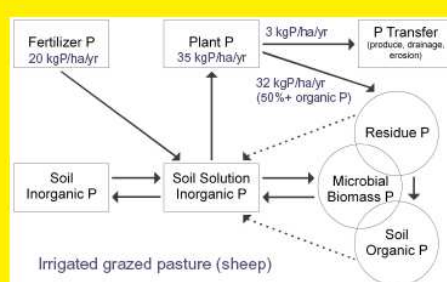 Fertilizer P
20 kgP/ha/yr
Plant P
35 kgP/ha/yr
3 kgP/ha/yr
P Transfer
(produce, drainage,
erosion)
32 kgP/ha/yr
(50%+ organic P)
Residue P
Soil
Inorganic P
Soil Solution
Inorganic P
Microbial
Biomass P
Soil
Organic P
Irrigated grazed pasture (sheep)